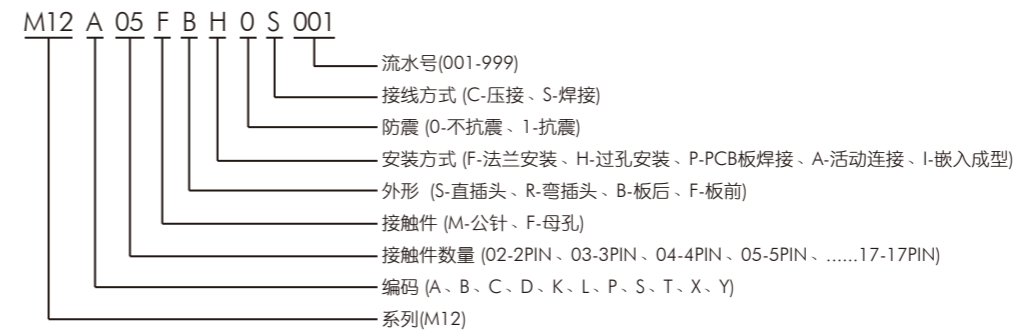 M12 A 05 F B H 0 S 001
流水号(001-999)
接线方式 (C-压接、S-焊接)
防震 (0-不抗震、1-抗震)
安装方式 (F-法兰安装、H-过孔安装、P-PCB板焊接、A-活动连接、I-嵌入成型)
外形 (S-直插头、R-弯插头、B-板后、F-板前)
接触件 (M-公针、F-母孔)
接触件数量 (02-2PIN、03-3PIN、04-4PIN、05-5PIN、......17-17PIN)
编码 (A、B、C、D、K、L、P、S、T、X、Y)
系列(M12)